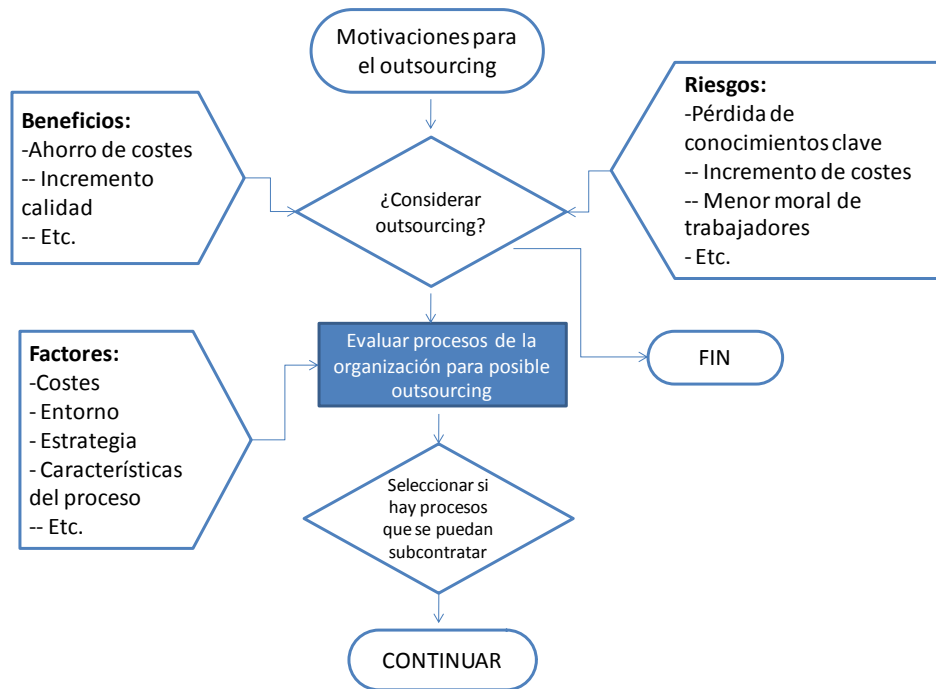 Motivaciones para
el outsourcing
Beneficios:
-Ahorro de costes
-- Incremento
calidad
-- Etc.
Riesgos:
-Pérdida de
conocimientos clave
-- Incremento de costes
-- Menor moral de
trabajadores
- Etc.
¿Considerar
outsourcing?
Factores:
-Costes
- Entorno
- Estrategia
- Características
del proceso
-- Etc.
Evaluar procesos de la
organización para posible
outsourcing
FIN
Seleccionar si
hay procesos
que se puedan
subcontratar
CONTINUAR